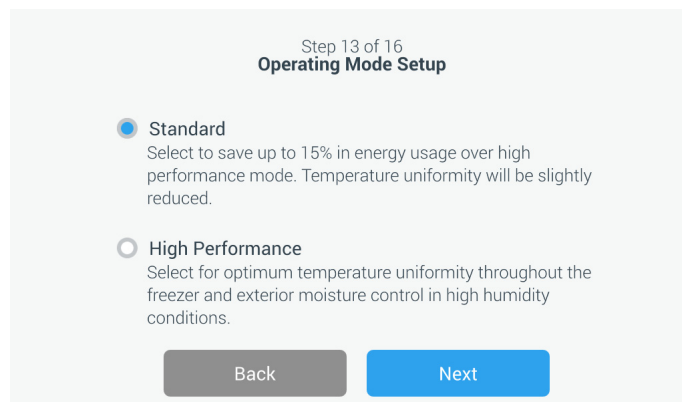 Step 13 of 16
Operating Mode Setup
Standard
Select to save up to 15% in energy usage over high
performance mode. Temperature uniformity will be slightly
reduced.
High Performance
Select for optimum temperature uniformity throughout the
freezer and exterior moisture control in high humidity
conditions.
Back
Next